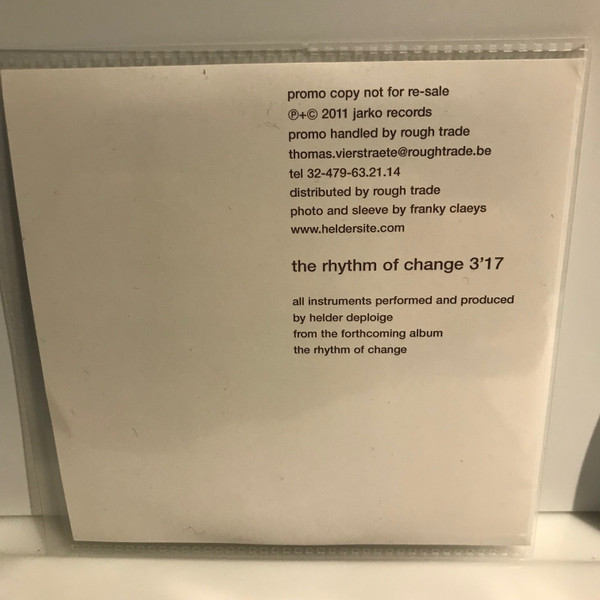 promo copy not for re-sale
℗+© 2011 jarko records
promo handled by rough trade
thomas.vierstraete@roughtrade.be
tel 32-479-63.21.14
distributed by rough trade
photo and sleeve by franky claeys
www.heldersite.com
the rhythm of change 3'17
all instruments performed and produced
by helder deploige
from the forthcoming album
the rhythm of change